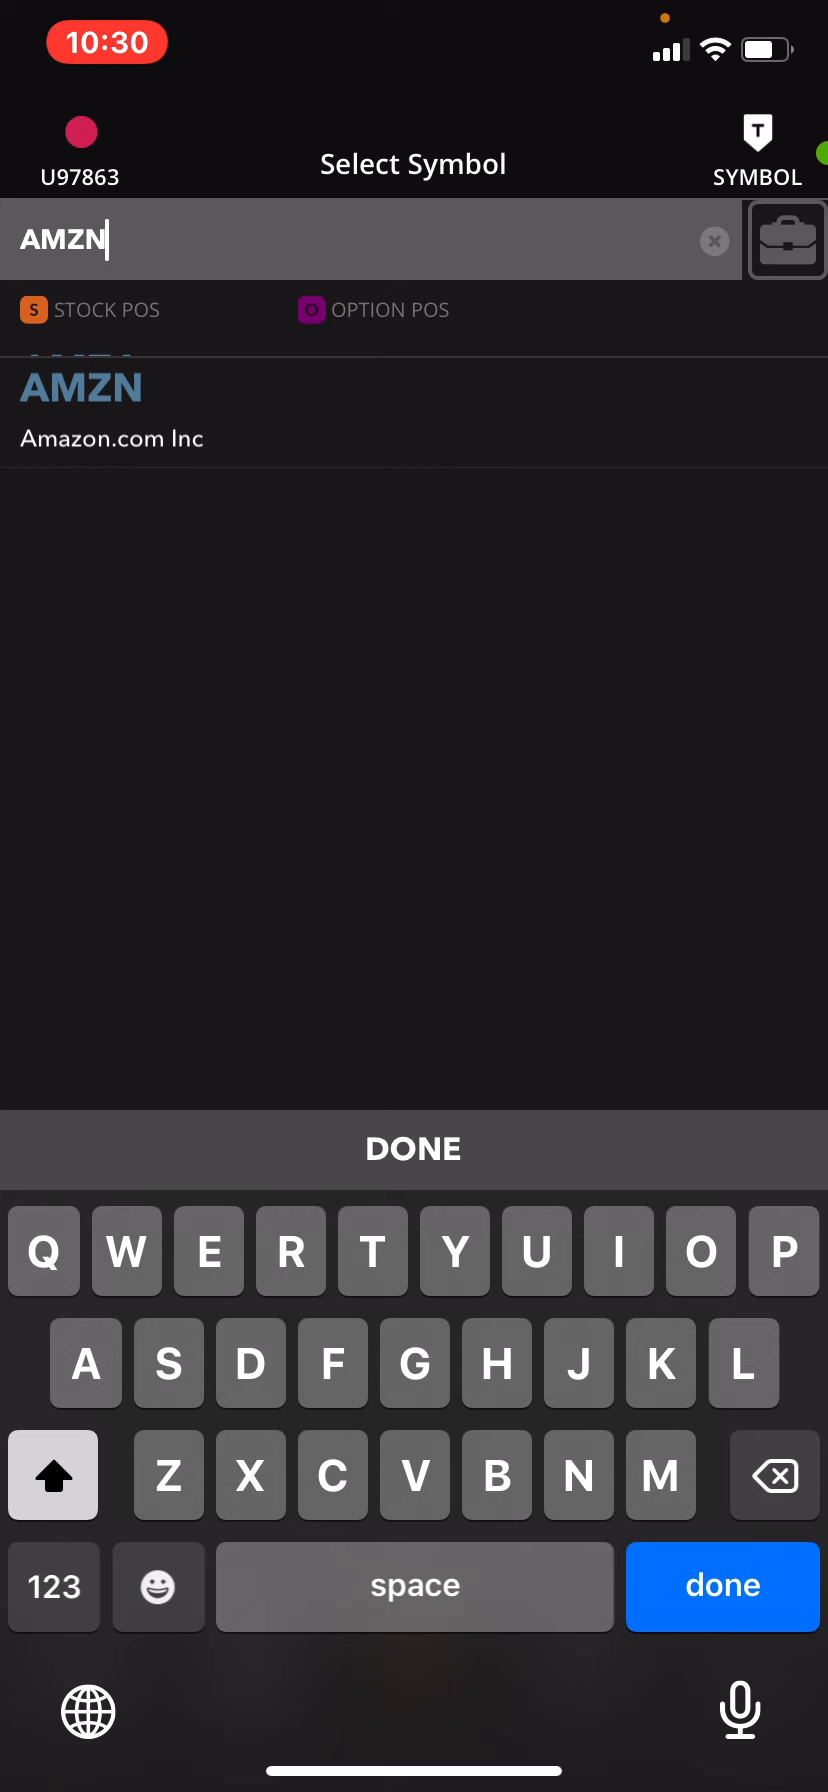 10:30
T
U97863
Select Symbol
SYMBOL
AMZN
S STOCK POS
O OPTION POS
AMZN
Amazon.com Inc
DONE
Q W E R T Y U I O P
A S D F G H J K L
Z X C V B N M
123
space
done